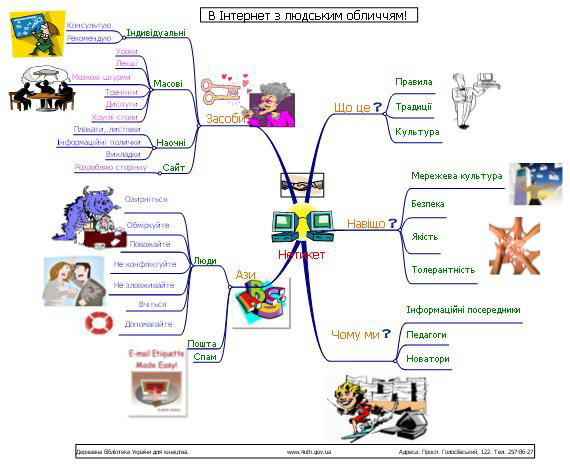 В Інтернет з людським обличчям!
Консультую
Рекомендую
Індивідуальні
Уроки
Лекції
Мозкові штурми
Тренінги
Диспути
Круглі столи
Масові
Плакати, листівки
Інформаційні полички
Викладки
Наочні
Розробляю сторінку
Сайт
Засоби
Що це ?
Правила
Традиції
Культура
Навіщо ?
Мережева культура
Безпека
Якість
Толерантність
Нетикет
Озирніться
Обміркуйте
Поважайте
Не конфліктуйте
Не зловживайте
Вчіться
Допомагайте
Люди
Ази
Пошта
Спам
E-mail Etiquette
Made Easy!
Чому ми ?
Інформаційні посередники
Педагоги
Новатори
Державна бібліотека України для юнацтва.
www.4uth.gov.ua
Адреса: Просп. Голосіївський, 122. Тел. 257-86-27